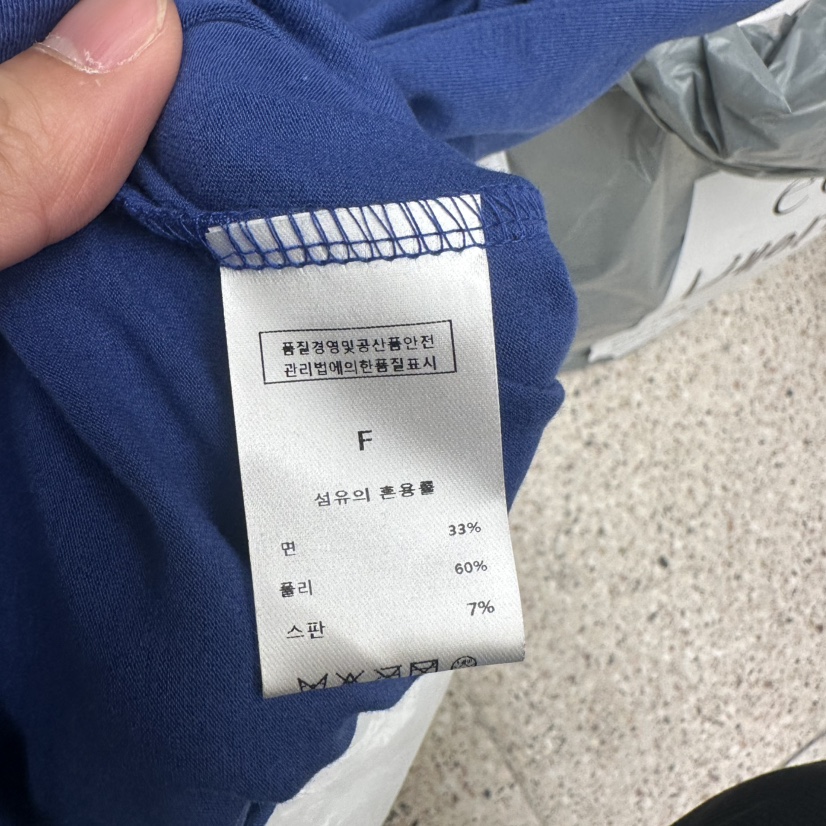 품질경영및공산품안전
관리법에의한품질표시
F
섬유의 혼용률
면 33%
폴리 60%
스판 7%